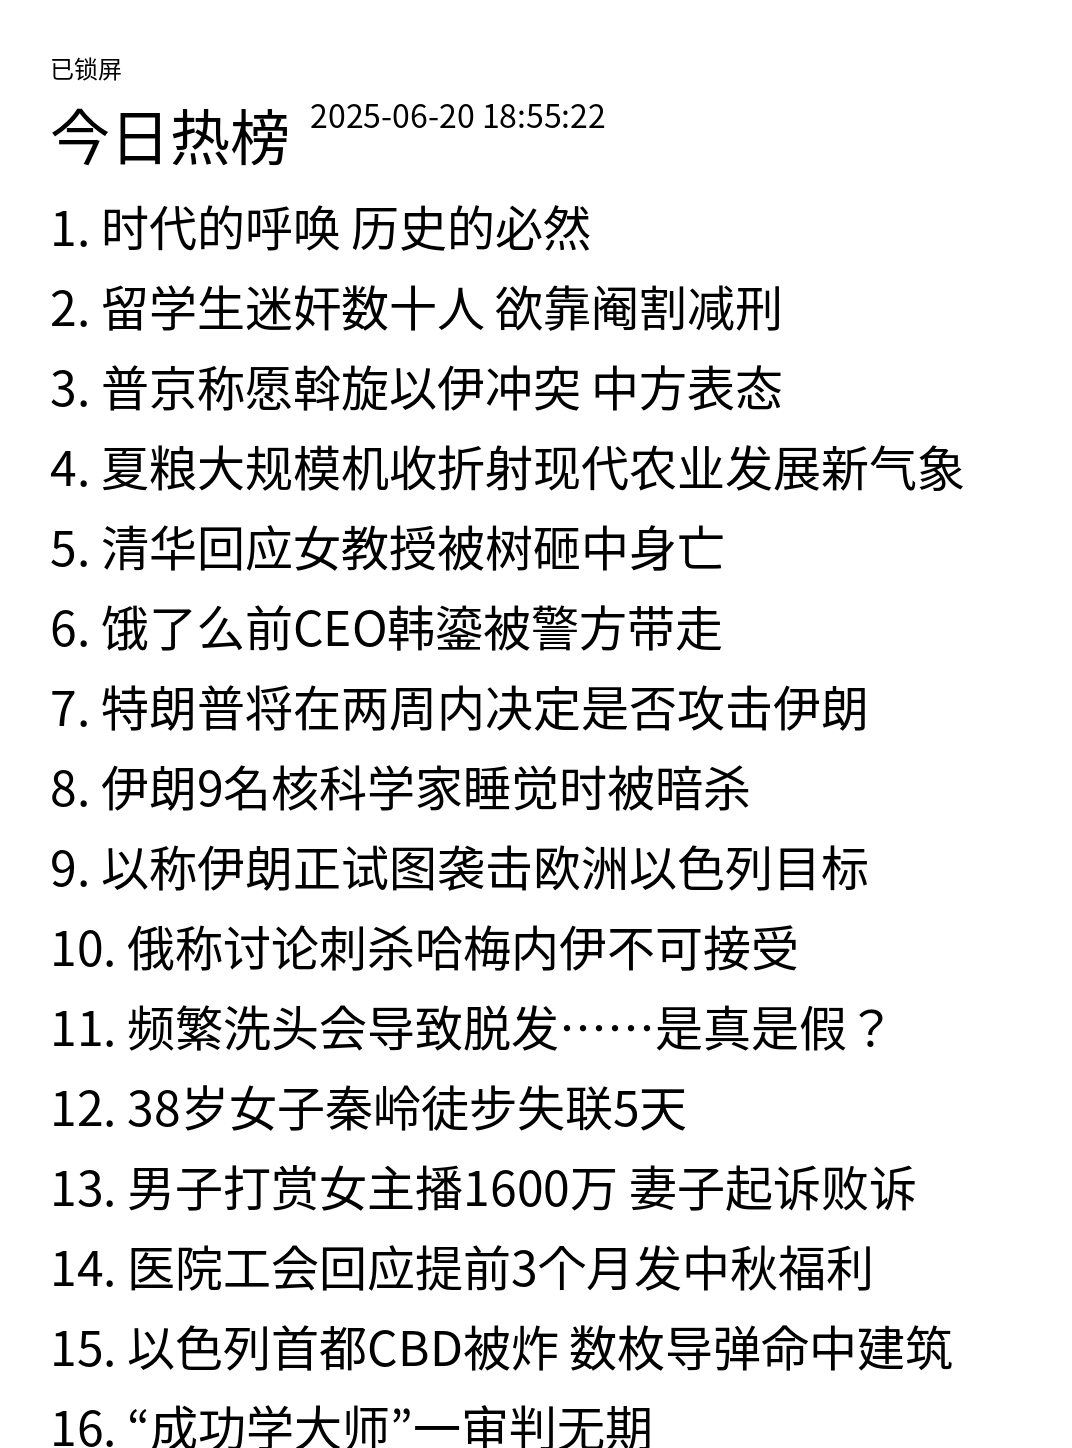 已锁屏
今日热榜 2025-06-20 18:55:22
1. 时代的呼唤 历史的必然
2. 留学生迷奸数十人 欲靠阉割减刑
3. 普京称愿斡旋以伊冲突 中方表态
4. 夏粮大规模机收折射现代农业发展新气象
5. 清华回应女教授被树砸中身亡
6. 饿了么前CEO韩鎏被警方带走
7. 特朗普将在两周内决定是否攻击伊朗
8. 伊朗9名核科学家睡觉时被暗杀
9. 以称伊朗正试图袭击欧洲以色列目标
10. 俄称讨论刺杀哈梅内伊不可接受
11. 频繁洗头会导致脱发……是真是假？
12. 38岁女子秦岭徒步失联5天
13. 男子打赏女主播1600万 妻子起诉败诉
14. 医院工会回应提前3个月发中秋福利
15. 以色列首都CBD被炸 数枚导弹命中建筑
16. “成功学大师”一审判无期